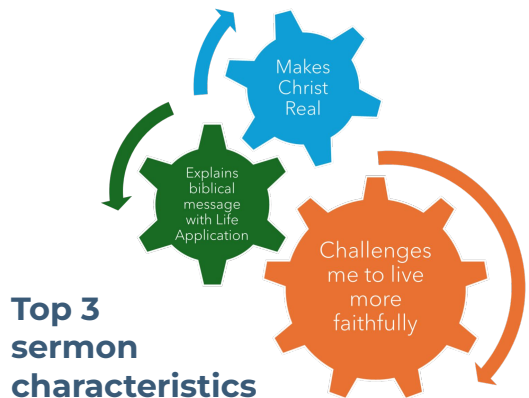 Makes
Christ
Real
Explains
biblical
message
with Life
Application
Challenges
me to live
more
faithfully
Top 3
sermon
characteristics